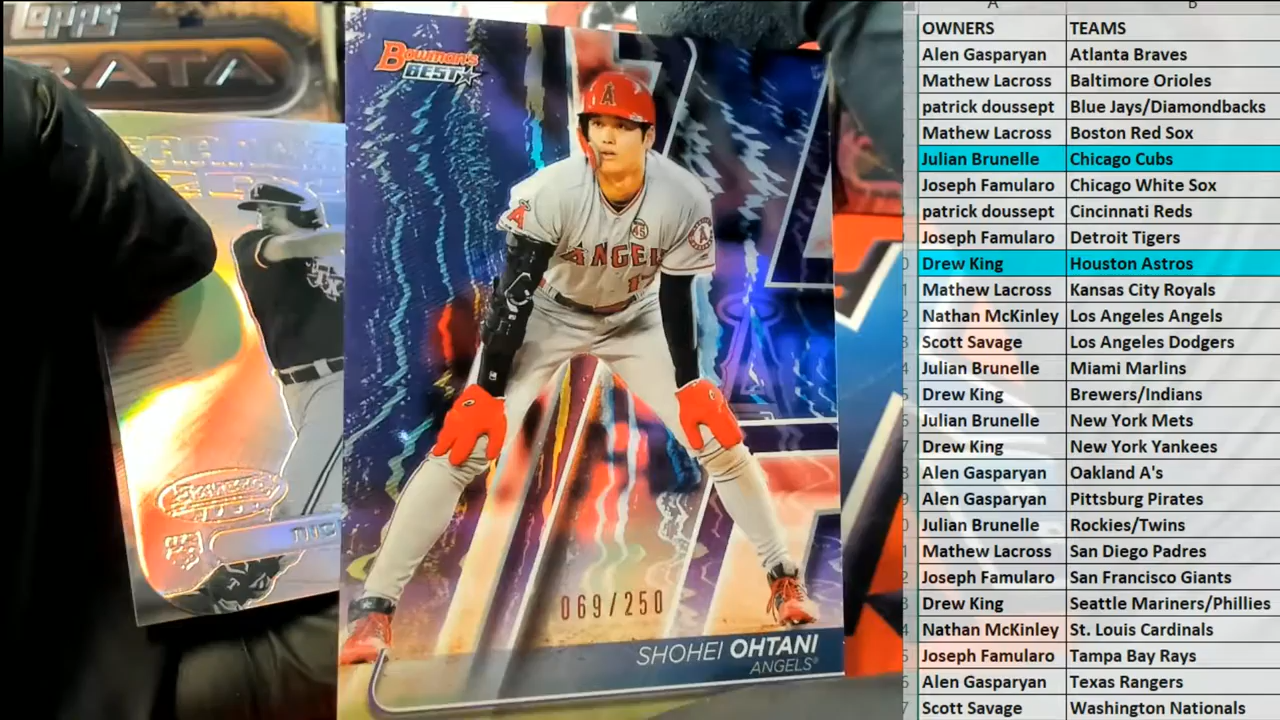 Topps
STRATA
Bowman's
BEST
A
A
45
ANGELS
17
069/250
SHOHEI OHTANI
ANGELS®
A B
OWNERS TEAMS
Alen Gasparyan Atlanta Braves
Mathew Lacross Baltimore Orioles
patrick doussept Blue Jays/Diamondbacks
Mathew Lacross Boston Red Sox
Julian Brunelle Chicago Cubs
Joseph Famularo Chicago White Sox
patrick doussept Cincinnati Reds
Joseph Famularo Detroit Tigers
Drew King Houston Astros
Mathew Lacross Kansas City Royals
Nathan McKinley Los Angeles Angels
Scott Savage Los Angeles Dodgers
Julian Brunelle Miami Marlins
Drew King Brewers/Indians
Julian Brunelle New York Mets
Drew King New York Yankees
Alen Gasparyan Oakland A's
Alen Gasparyan Pittsburg Pirates
Julian Brunelle Rockies/Twins
Mathew Lacross San Diego Padres
Joseph Famularo San Francisco Giants
Drew King Seattle Mariners/Phillies
Nathan McKinley St. Louis Cardinals
Joseph Famularo Tampa Bay Rays
Alen Gasparyan Texas Rangers
Scott Savage Washington Nationals